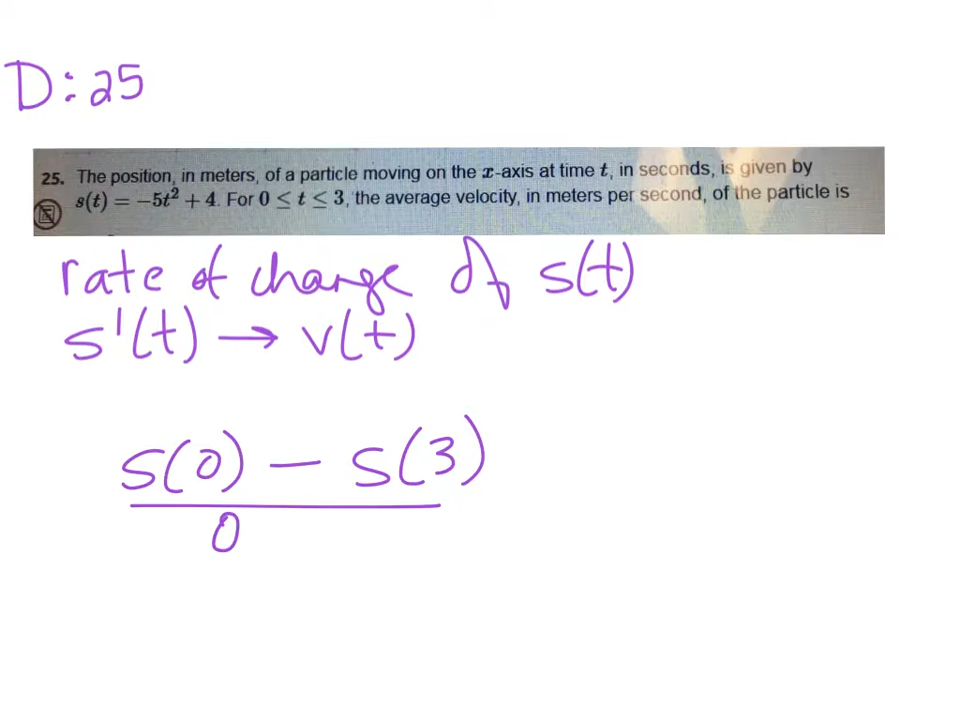 D: 25
25. The position, in meters, of a particle moving on the x-axis at time t, in seconds, is given by
s(t) = −5t² + 4. For 0 ≤ t ≤ 3, the average velocity, in meters per second, of the particle is
rate of change of s(t)
s'(t) → v(t)
s(0) − s(3)
0